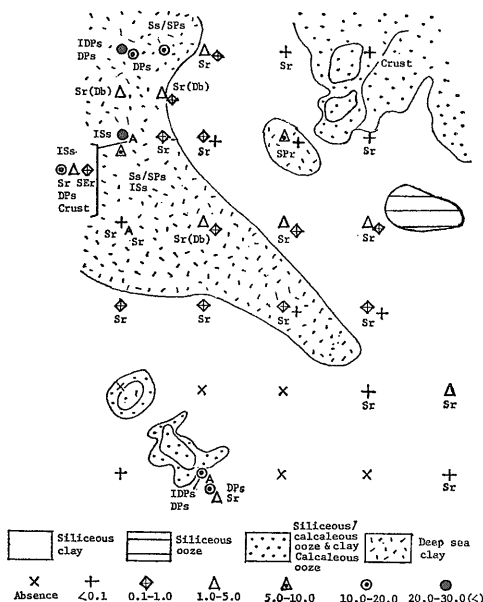 Ss/SPs
IDPs
DPs
DPs
Sr
Sr
Crust
Sr(Db)
Sr(Db)
ISs
A
Sr
Sr
SPr
Sr
ISs
Sr SEr
DPs
Crust
Ss/SPs
ISs
Sr
A
Sr
Sr(Db)
Sr
Sr
Sr
Sr
Sr
Sr
Sr
Sr
A
IDPs
DPs
DPs
Sr
Sr
Siliceous clay
Siliceous ooze
Siliceous/ calcaleous ooze & clay Calcaleous ooze
Deep sea clay
Absence
<0.1
0.1-1.0
1.0-5.0
5.0-10.0
10.0-20.0
20.0-30.0(<)